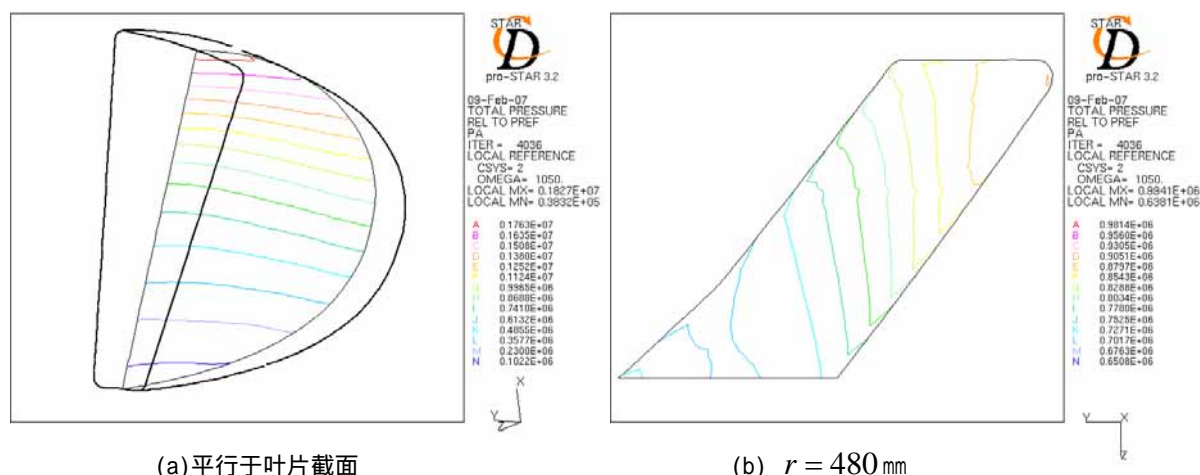 STAR
CD
pro-STAR 3.2
09-Feb-07
TOTAL PRESSURE
REL TO PREF
PA
ITER = 4036
LOCAL REFERENCE
CSYS= 2
OMEGA= 1050.
LOCAL MX= 0.1827E+07
LOCAL MN= 0.3832E+05
A 0.1763E+07
B 0.1635E+07
C 0.1508E+07
D 0.1380E+07
E 0.1252E+07
F 0.1124E+07
G 0.9965E+06
H 0.8688E+06
I 0.7410E+06
J 0.6132E+06
K 0.4855E+06
L 0.3577E+06
M 0.2300E+06
N 0.1022E+06
X
Y
(a)平行于叶片截面
STAR
CD
pro-STAR 3.2
09-Feb-07
TOTAL PRESSURE
REL TO PREF
PA
ITER = 4036
LOCAL REFERENCE
CSYS= 2
OMEGA= 1050.
LOCAL MX= 0.9941E+06
LOCAL MN= 0.6381E+06
A 0.9814E+06
B 0.9560E+06
C 0.9305E+06
D 0.9051E+06
E 0.8797E+06
F 0.8543E+06
G 0.8288E+06
H 0.8034E+06
I 0.7780E+06
J 0.7525E+06
K 0.7271E+06
L 0.7017E+06
M 0.6763E+06
N 0.6508E+06
Y X
Z
(b) r = 480㎜